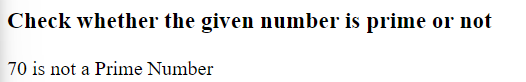 Check whether the given number is prime or not
70 is not a Prime Number